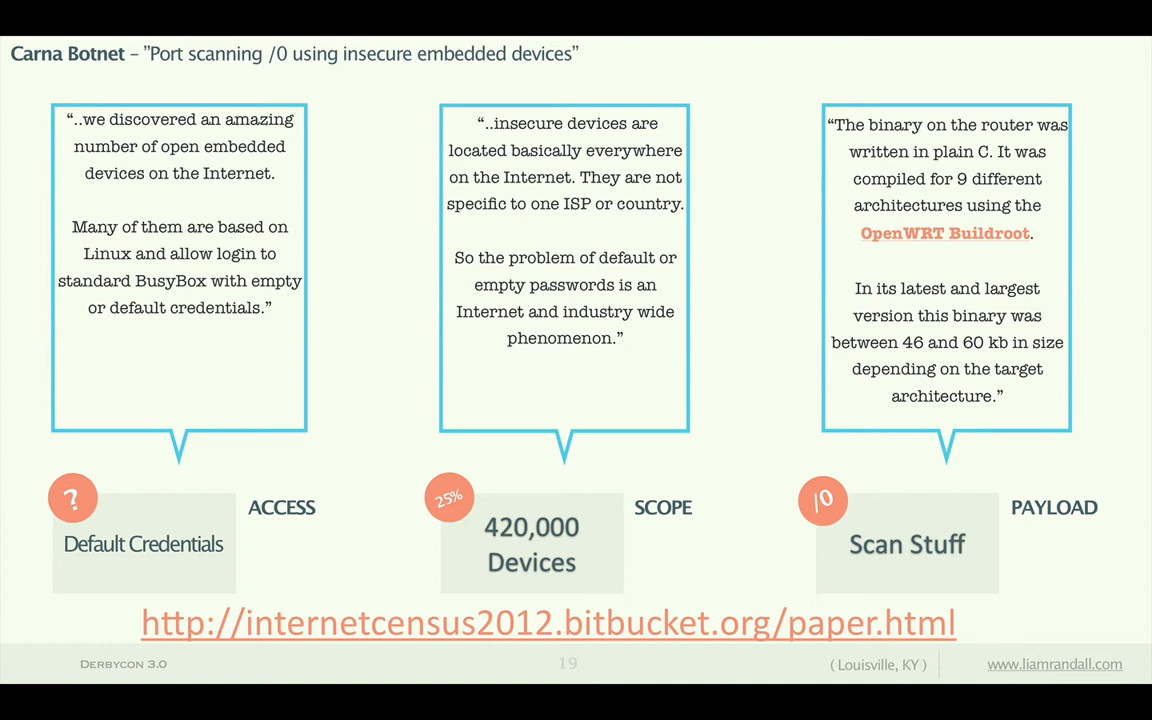 Carna Botnet – ”Port scanning /0 using insecure embedded devices”
“..we discovered an amazing
number of open embedded
devices on the Internet.
Many of them are based on
Linux and allow login to
standard BusyBox with empty
or default credentials.”
“..insecure devices are
located basically everywhere
on the Internet. They are not
specific to one ISP or country.
So the problem of default or
empty passwords is an
Internet and industry wide
phenomenon.”
“The binary on the router was
written in plain C. It was
compiled for 9 different
architectures using the
OpenWRT Buildroot.
In its latest and largest
version this binary was
between 46 and 60 kb in size
depending on the target
architecture.”
?
ACCESS
Default Credentials
25%
SCOPE
420,000
Devices
/0
PAYLOAD
Scan Stuff
http://internetcensus2012.bitbucket.org/paper.html
Derbycon 3.0
19
( Louisville, KY )
www.liamrandall.com